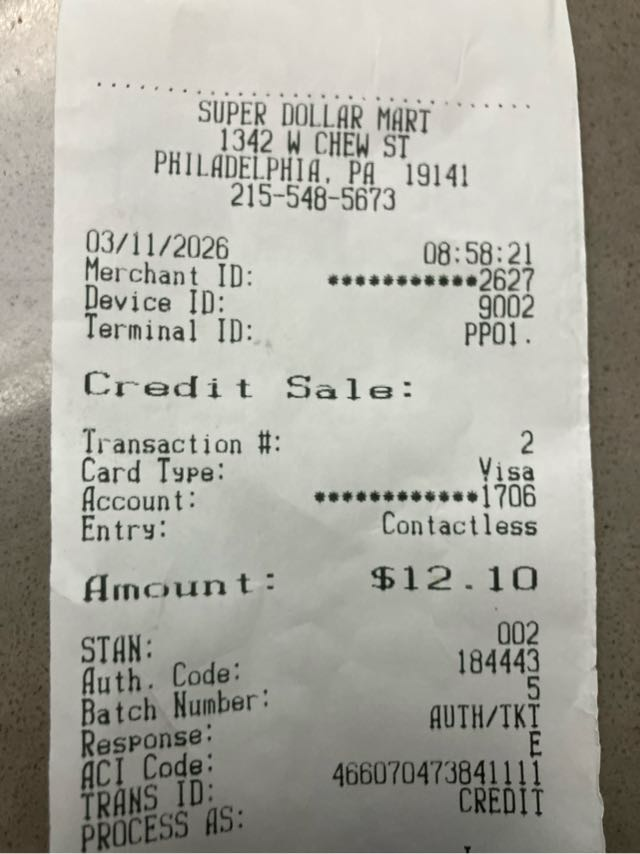 SUPER DOLLAR MART
1342 W CHEW ST
PHILADELPHIA, PA 19141
215-548-5673
03/11/2026 08:58:21
Merchant ID: ***********2627
Device ID: 9002
Terminal ID: PP01.
Credit Sale:
Transaction #: 2
Card Type: Visa
Account: ************1706
Entry: Contactless
Amount: $12.10
STAN: 002
Auth. Code: 184443
Batch Number: 5
Response: AUTH/TKT
ACI Code: E
TRANS ID: 466070473841111
PROCESS AS: CREDIT